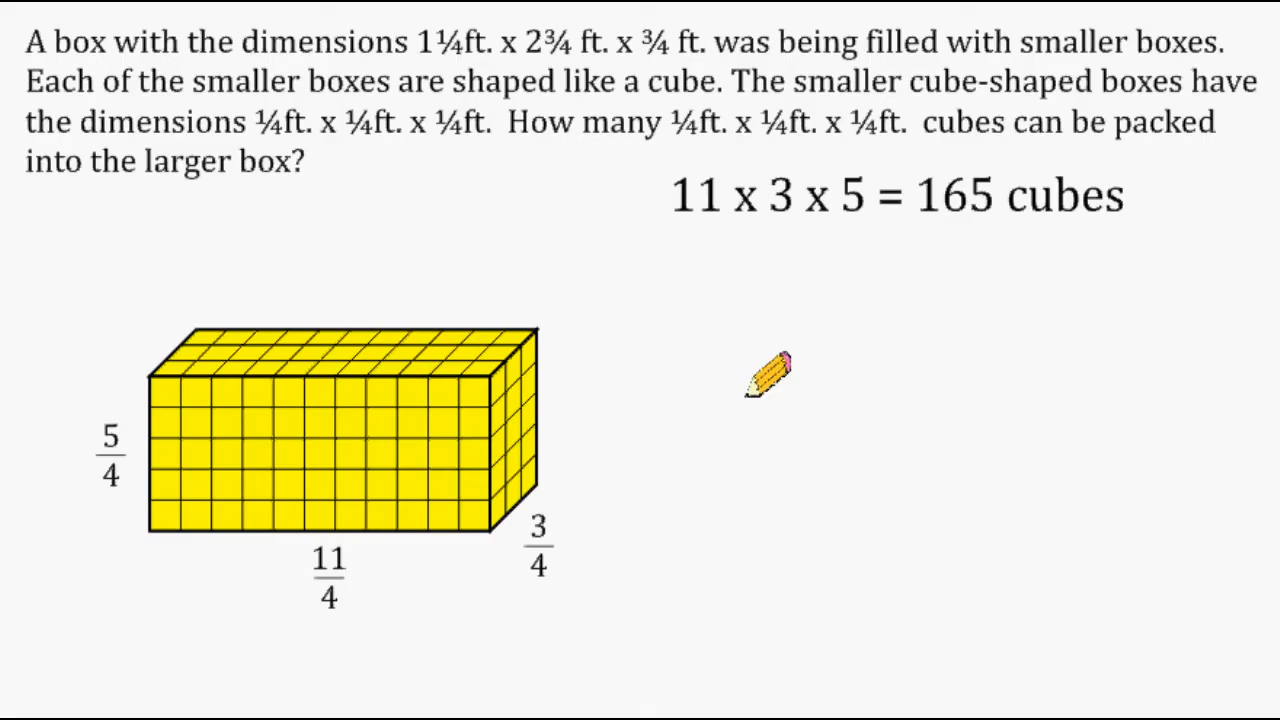 A box with the dimensions 1¼ft. x 2¾ ft. x ¾ ft. was being filled with smaller boxes.
Each of the smaller boxes are shaped like a cube. The smaller cube-shaped boxes have
the dimensions ¼ft. x ¼ft. x ¼ft. How many ¼ft. x ¼ft. x ¼ft. cubes can be packed
into the larger box?
11 x 3 x 5 = 165 cubes
5
4
3
4
11
4